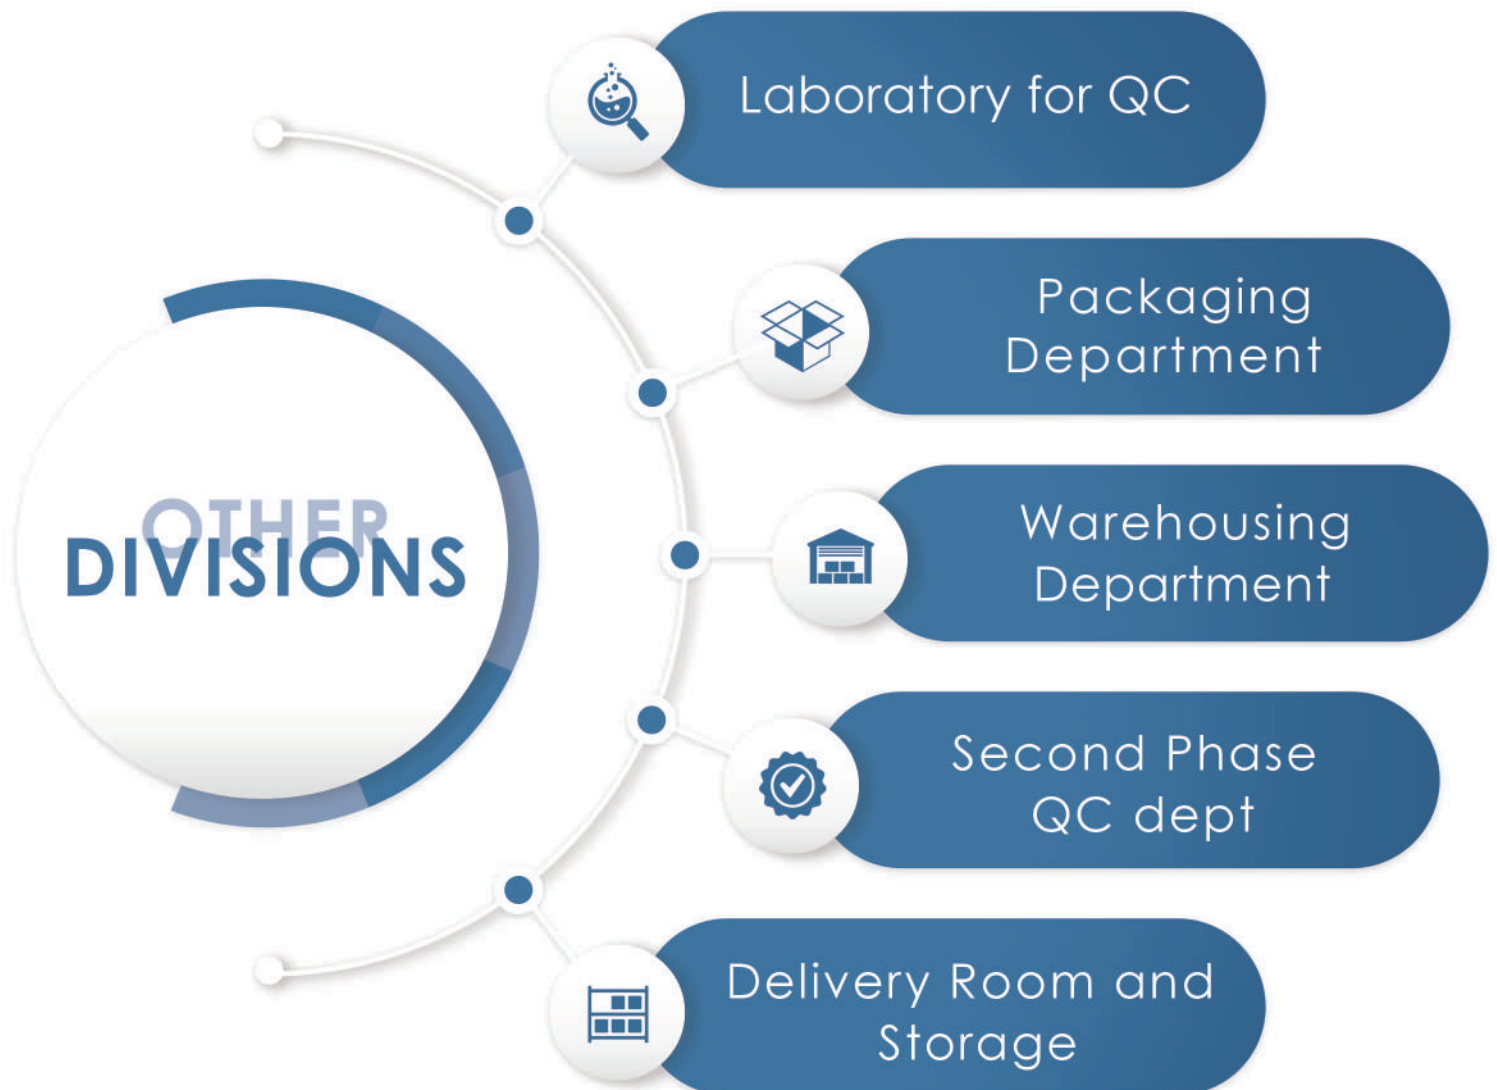 OTHER
DIVISIONS
Laboratory for QC
Packaging
Department
Warehousing
Department
Second Phase
QC dept
Delivery Room and
Storage